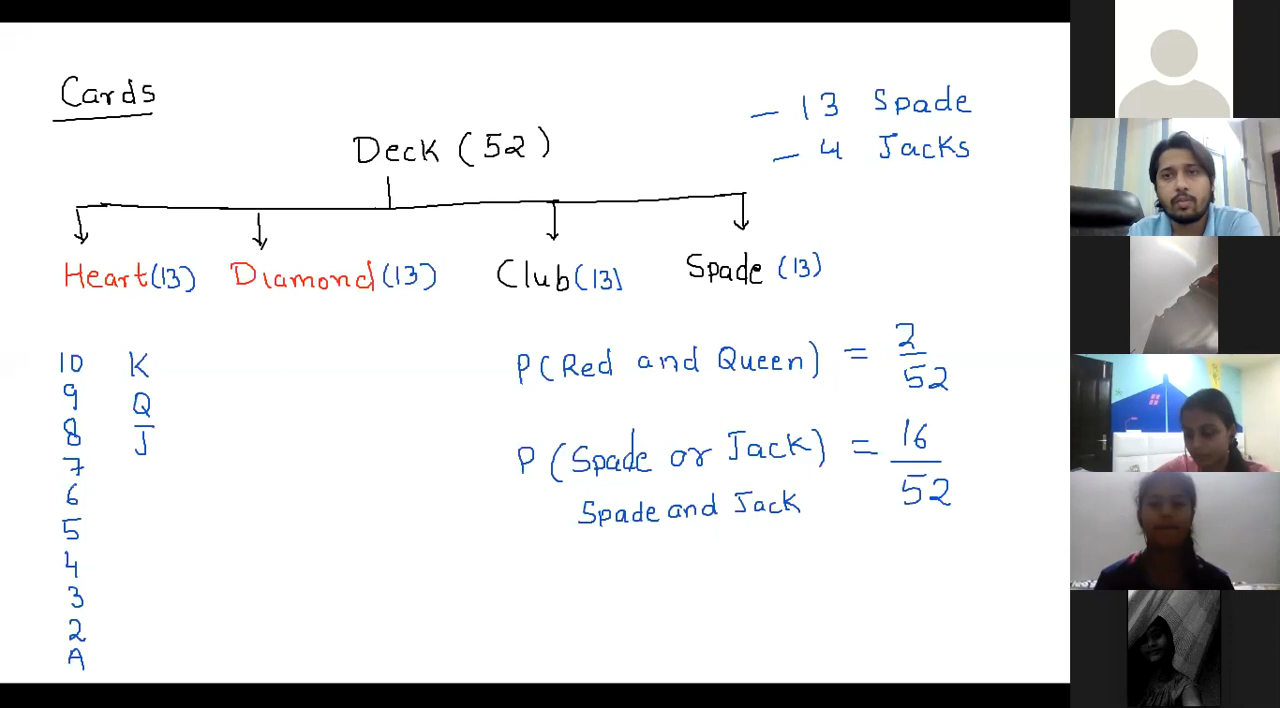 Cards
Deck (52)
- 13 Spade
- 4 Jacks
Heart(13) Diamond(13) Club(13) Spade (13)
10 K
9 Q
8 J
7
6
5
4
3
2
A
P(Red and Queen) = 2/52
P (Spade or Jack) = 16/52
Spade and Jack